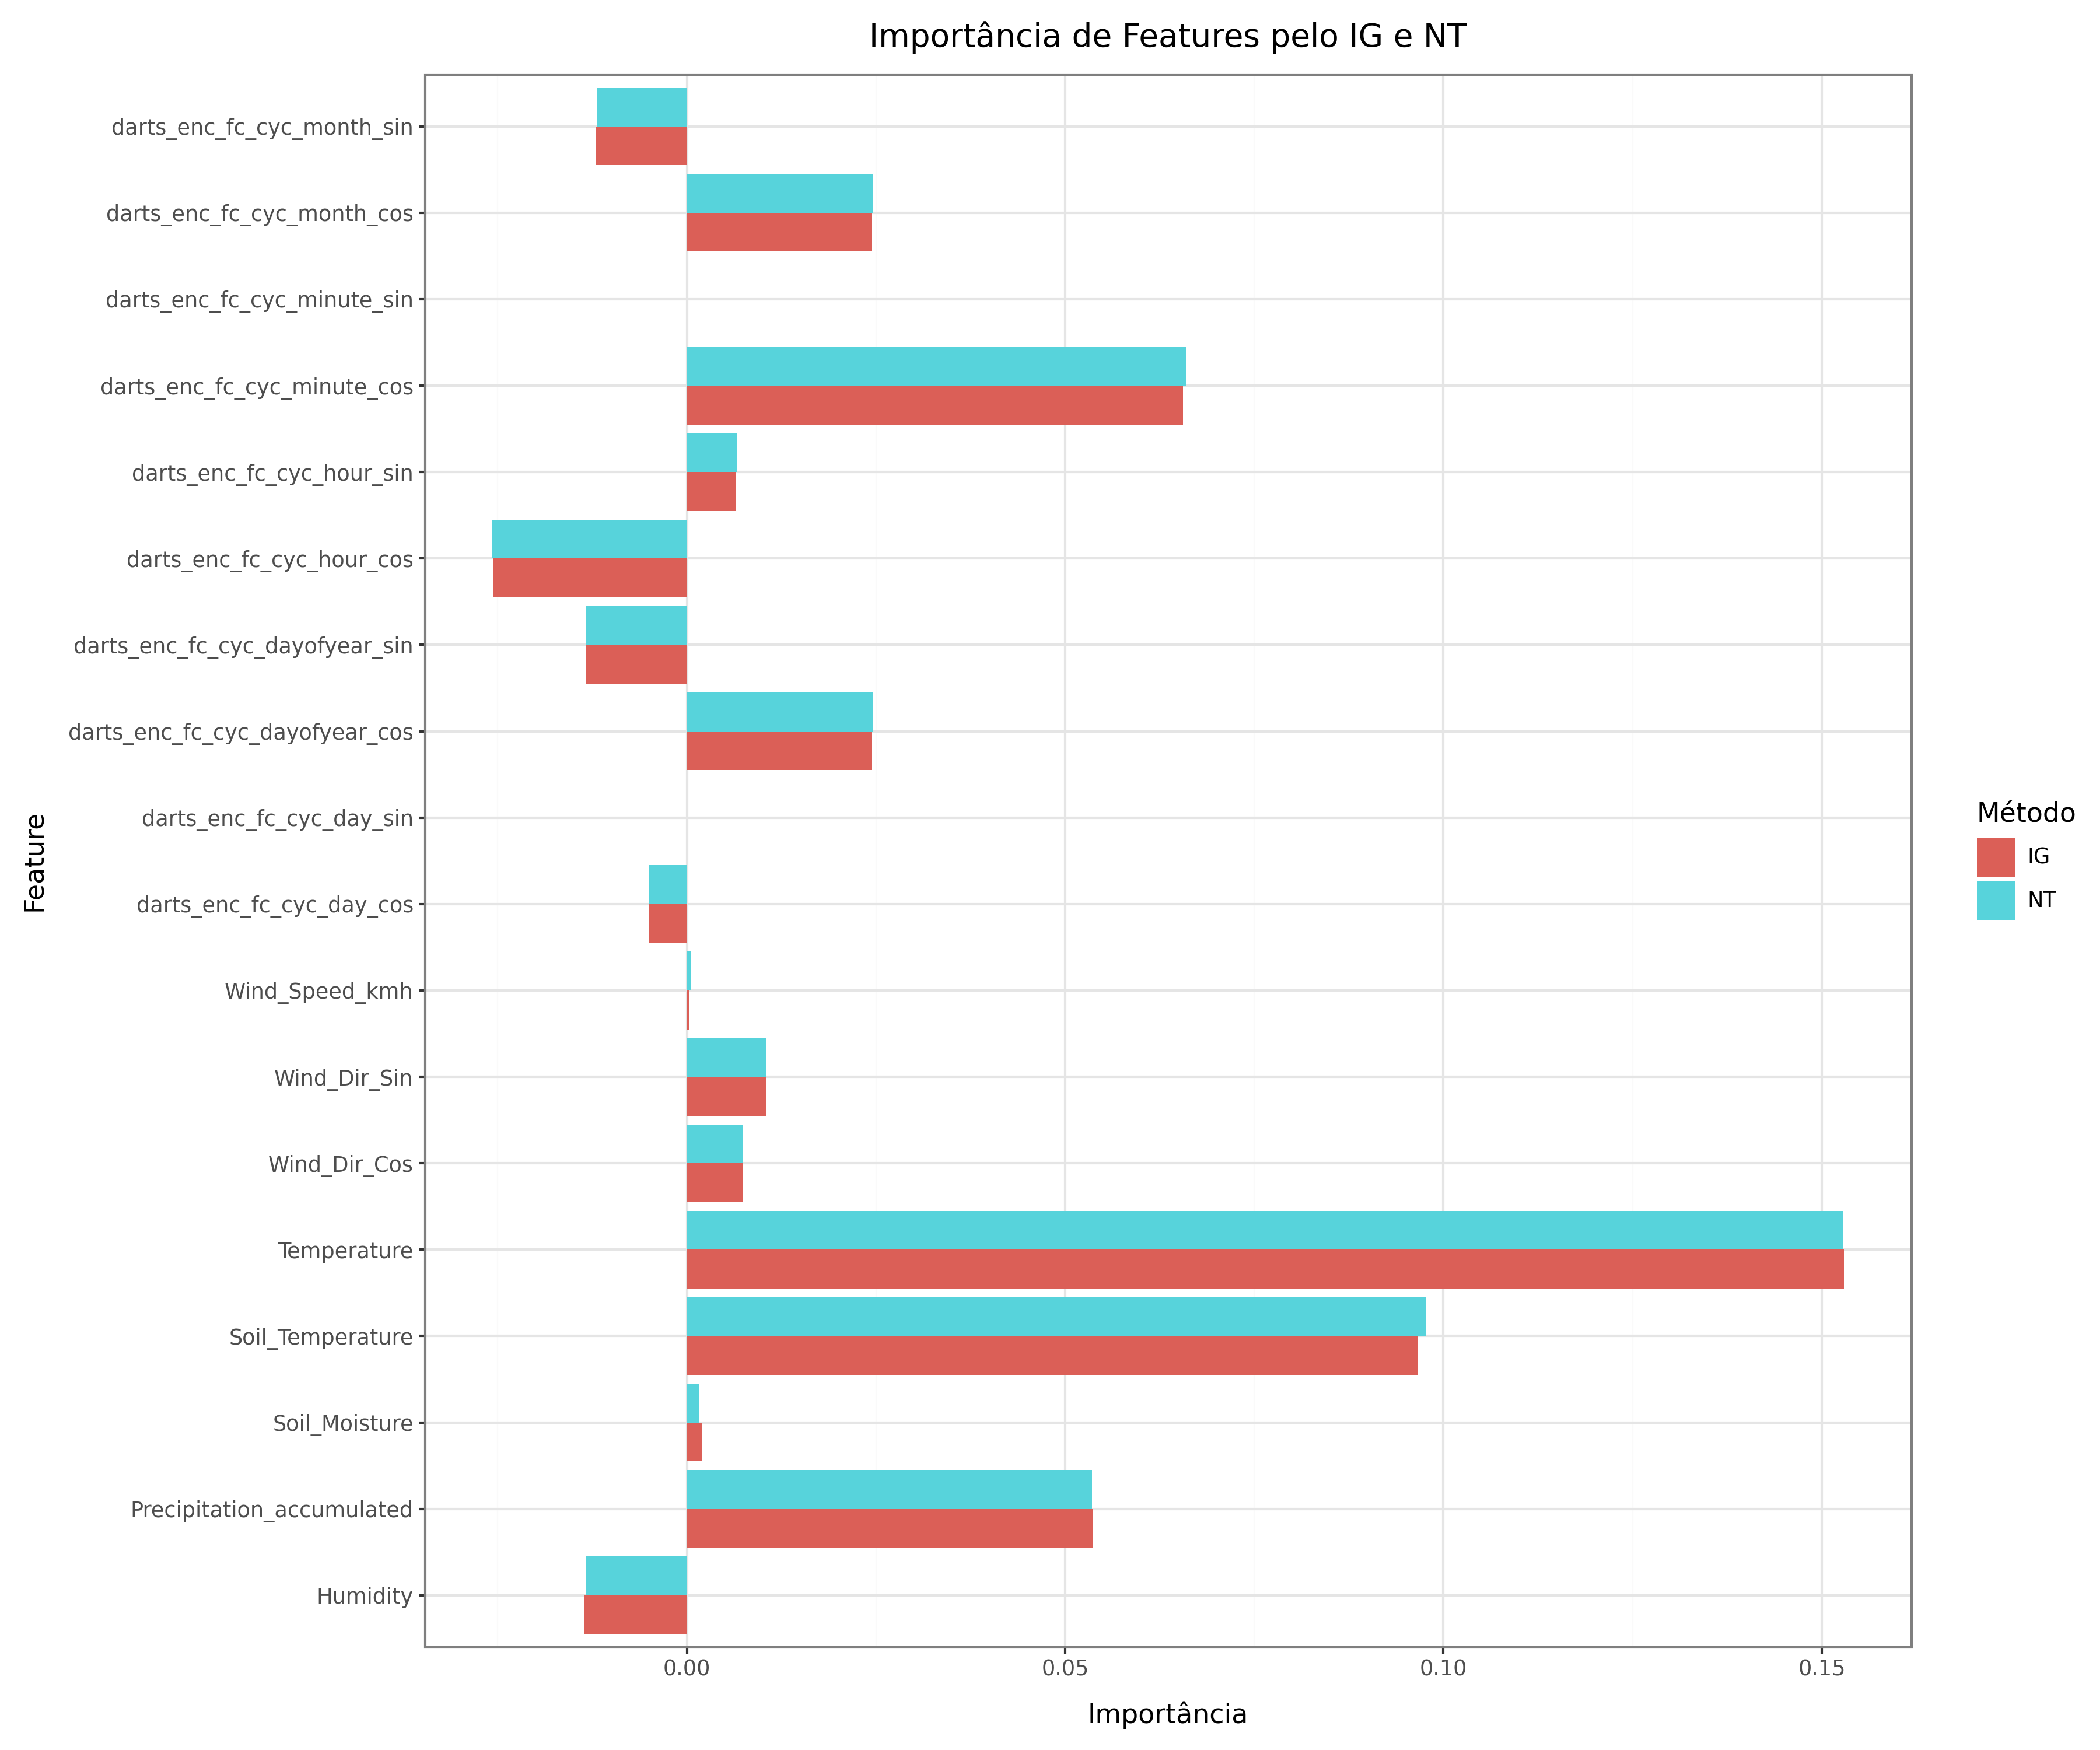 Importância de Features pelo IG e NT
darts_enc_fc_cyc_month_sin
darts_enc_fc_cyc_month_cos
darts_enc_fc_cyc_minute_sin
darts_enc_fc_cyc_minute_cos
darts_enc_fc_cyc_hour_sin
darts_enc_fc_cyc_hour_cos
darts_enc_fc_cyc_dayofyear_sin
darts_enc_fc_cyc_dayofyear_cos
darts_enc_fc_cyc_day_sin
darts_enc_fc_cyc_day_cos
Wind_Speed_kmh
Wind_Dir_Sin
Wind_Dir_Cos
Temperature
Soil_Temperature
Soil_Moisture
Precipitation_accumulated
Humidity
Feature
0.00 0.05 0.10 0.15
Importância
Método
IG
NT